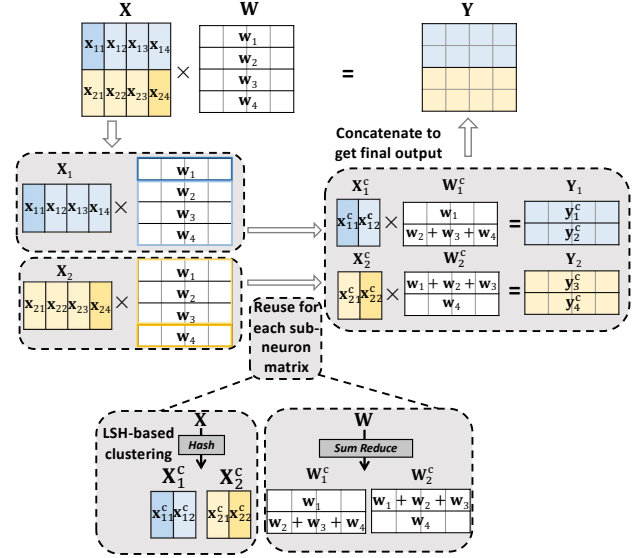 X W Y
x₁₁ x₁₂ x₁₃ x₁₄
x₂₁ x₂₂ x₂₃ x₂₄
×
w₁
w₂
w₃
w₄
=
Concatenate to
get final output
X₁
x₁₁ x₁₂ x₁₃ x₁₄
×
w₁
w₂
w₃
w₄
X₂
x₂₁ x₂₂ x₂₃ x₂₄
×
w₁
w₂
w₃
w₄
X₁ᶜ W₁ᶜ Y₁
x₁₁ᶜ x₁₂ᶜ
×
w₁
w₂ + w₃ + w₄
=
y₁ᶜ
y₂ᶜ
X₂ᶜ W₂ᶜ Y₂
x₂₁ᶜ x₂₂ᶜ
×
w₁ + w₂ + w₃
w₄
=
y₃ᶜ
y₄ᶜ
Reuse for
each sub-
neuron
matrix
X
LSH-based
clustering
Hash
X₁ᶜ X₂ᶜ
x₁₁ᶜ x₁₂ᶜ x₂₁ᶜ x₂₂ᶜ
W
Sum Reduce
W₁ᶜ W₂ᶜ
w₁
w₂ + w₃ + w₄
w₁ + w₂ + w₃
w₄